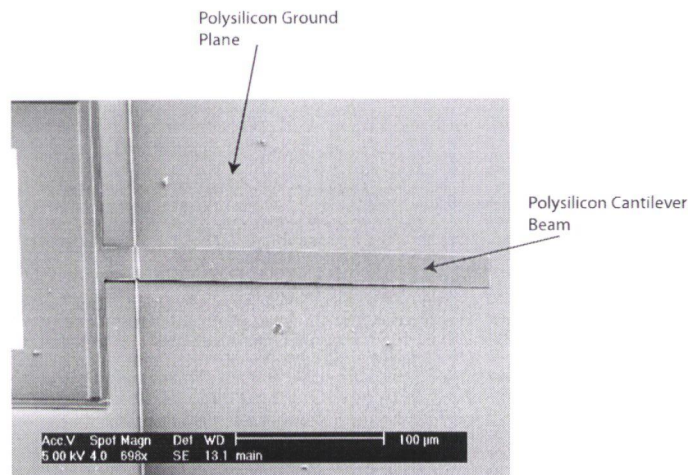 Polysilicon Ground
Plane
Polysilicon Cantilever
Beam
Acc.V Spot Magn Det WD 100 µm
5.00 kV 4.0 698x SE 13.1 main